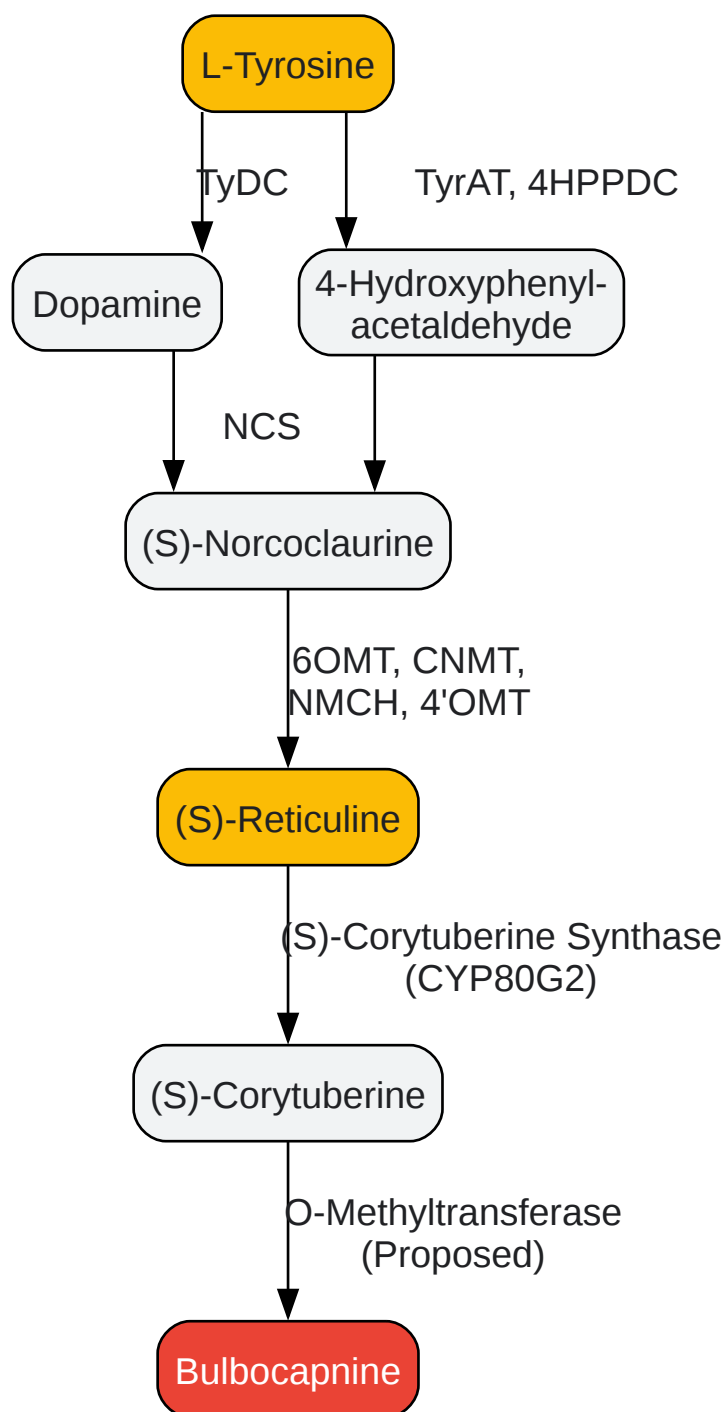 L-Tyrosine
TyDC
TyrAT, 4HPPDC
Dopamine
4-Hydroxyphenyl-
acetaldehyde
NCS
(S)-Norcoclaurine
6OMT, CNMT,
NMCH, 4'OMT
(S)-Reticuline
(S)-Corytuberine Synthase
(CYP80G2)
(S)-Corytuberine
O-Methyltransferase
(Proposed)
Bulbocapnine